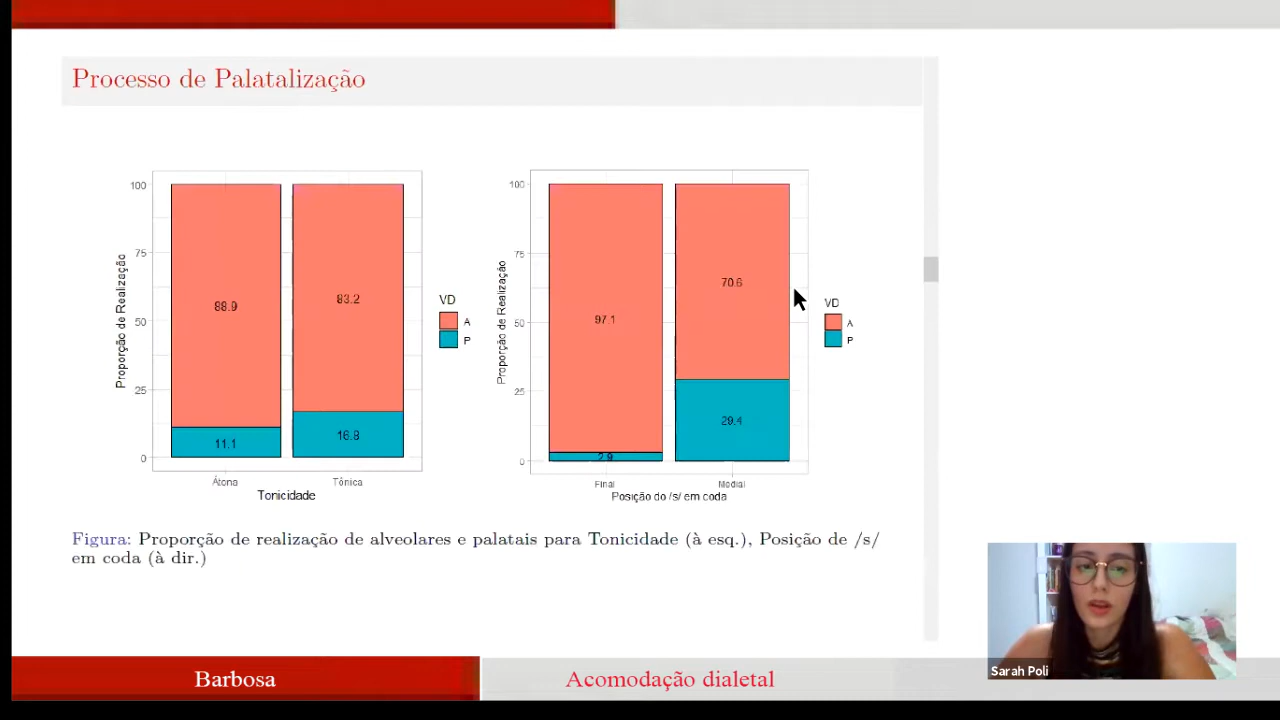 Processo de Palatalização
Proporção de Realização
100
75
50
25
0
88.9
83.2
11.1
16.8
Átona
Tônica
Tonicidade
VD
A
P
Proporção de Realização
100
75
50
25
0
97.1
70.6
2.9
29.4
Final
Medial
Posição do /s/ em coda
VD
A
P
Figura: Proporção de realização de alveolares e palatais para Tonicidade (à esq.), Posição de /s/
em coda (à dir.)
Sarah Poli
Barbosa
Acomodação dialetal